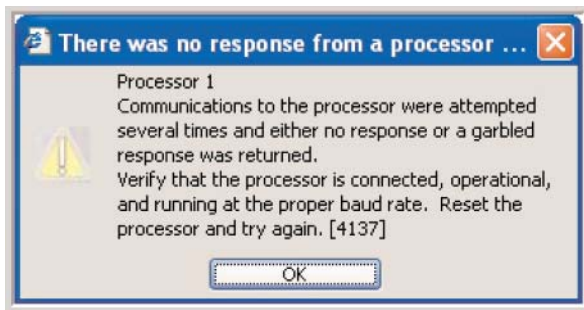 There was no response from a processor ...
Processor 1
Communications to the processor were attempted
several times and either no response or a garbled
response was returned.
Verify that the processor is connected, operational,
and running at the proper baud rate.  Reset the
processor and try again. [4137]
OK